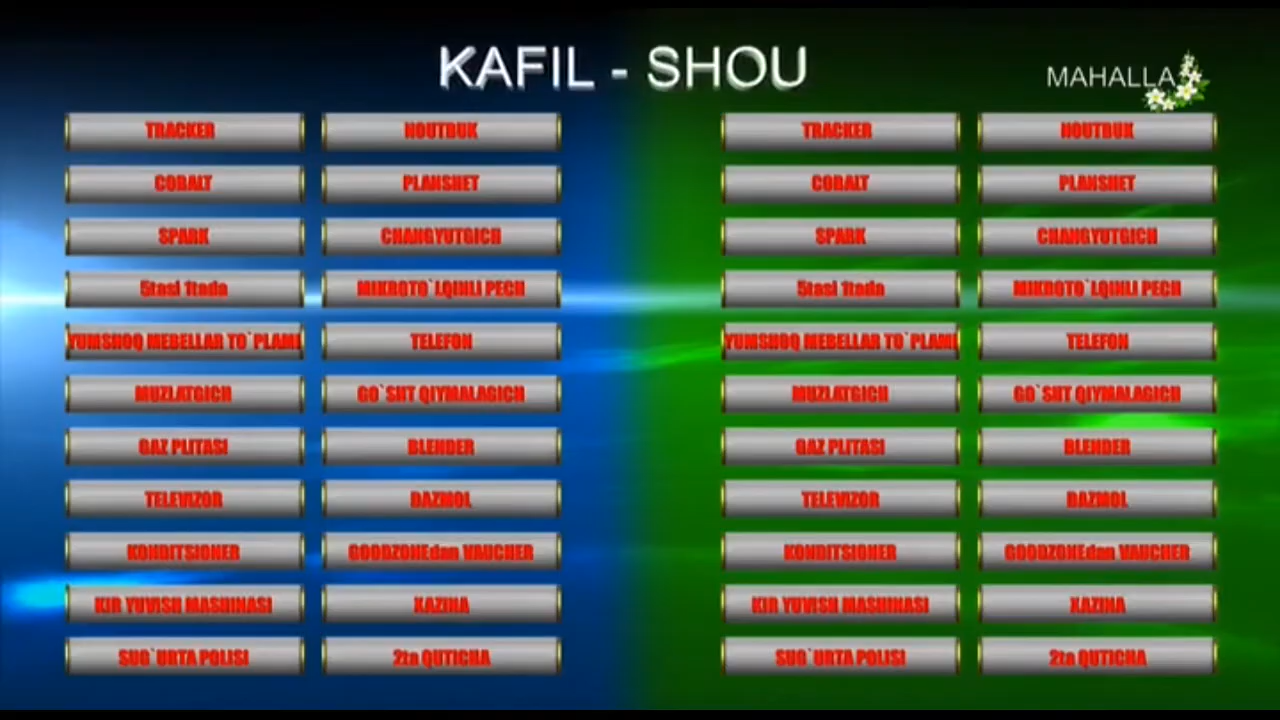 KAFIL - SHOU
MAHALLA
TRACKER
NOUTBUK
TRACKER
NOUTBUK
COBALT
PLANSHET
COBALT
PLANSHET
SPARK
CHANGYUTGICH
SPARK
CHANGYUTGICH
5tasi 1tada
MIKROTO`LQINLI PECH
5tasi 1tada
MIKROTO`LQINLI PECH
YUMSHOQ MEBELLAR TO`PLAMI
TELEFON
YUMSHOQ MEBELLAR TO`PLAMI
TELEFON
MUZLATGICH
GO`SHT QIYMALAGICH
MUZLATGICH
GO`SHT QIYMALAGICH
GAZ PLITASI
BLENDER
GAZ PLITASI
BLENDER
TELEVIZOR
DAZMOL
TELEVIZOR
DAZMOL
KONDITSIONER
GOODZONEdan VAUCHER
KONDITSIONER
GOODZONEdan VAUCHER
KIR YUVISH MASHINASI
XAZINA
KIR YUVISH MASHINASI
XAZINA
SUG`URTA POLISI
2ta QUTICHA
SUG`URTA POLISI
2ta QUTICHA